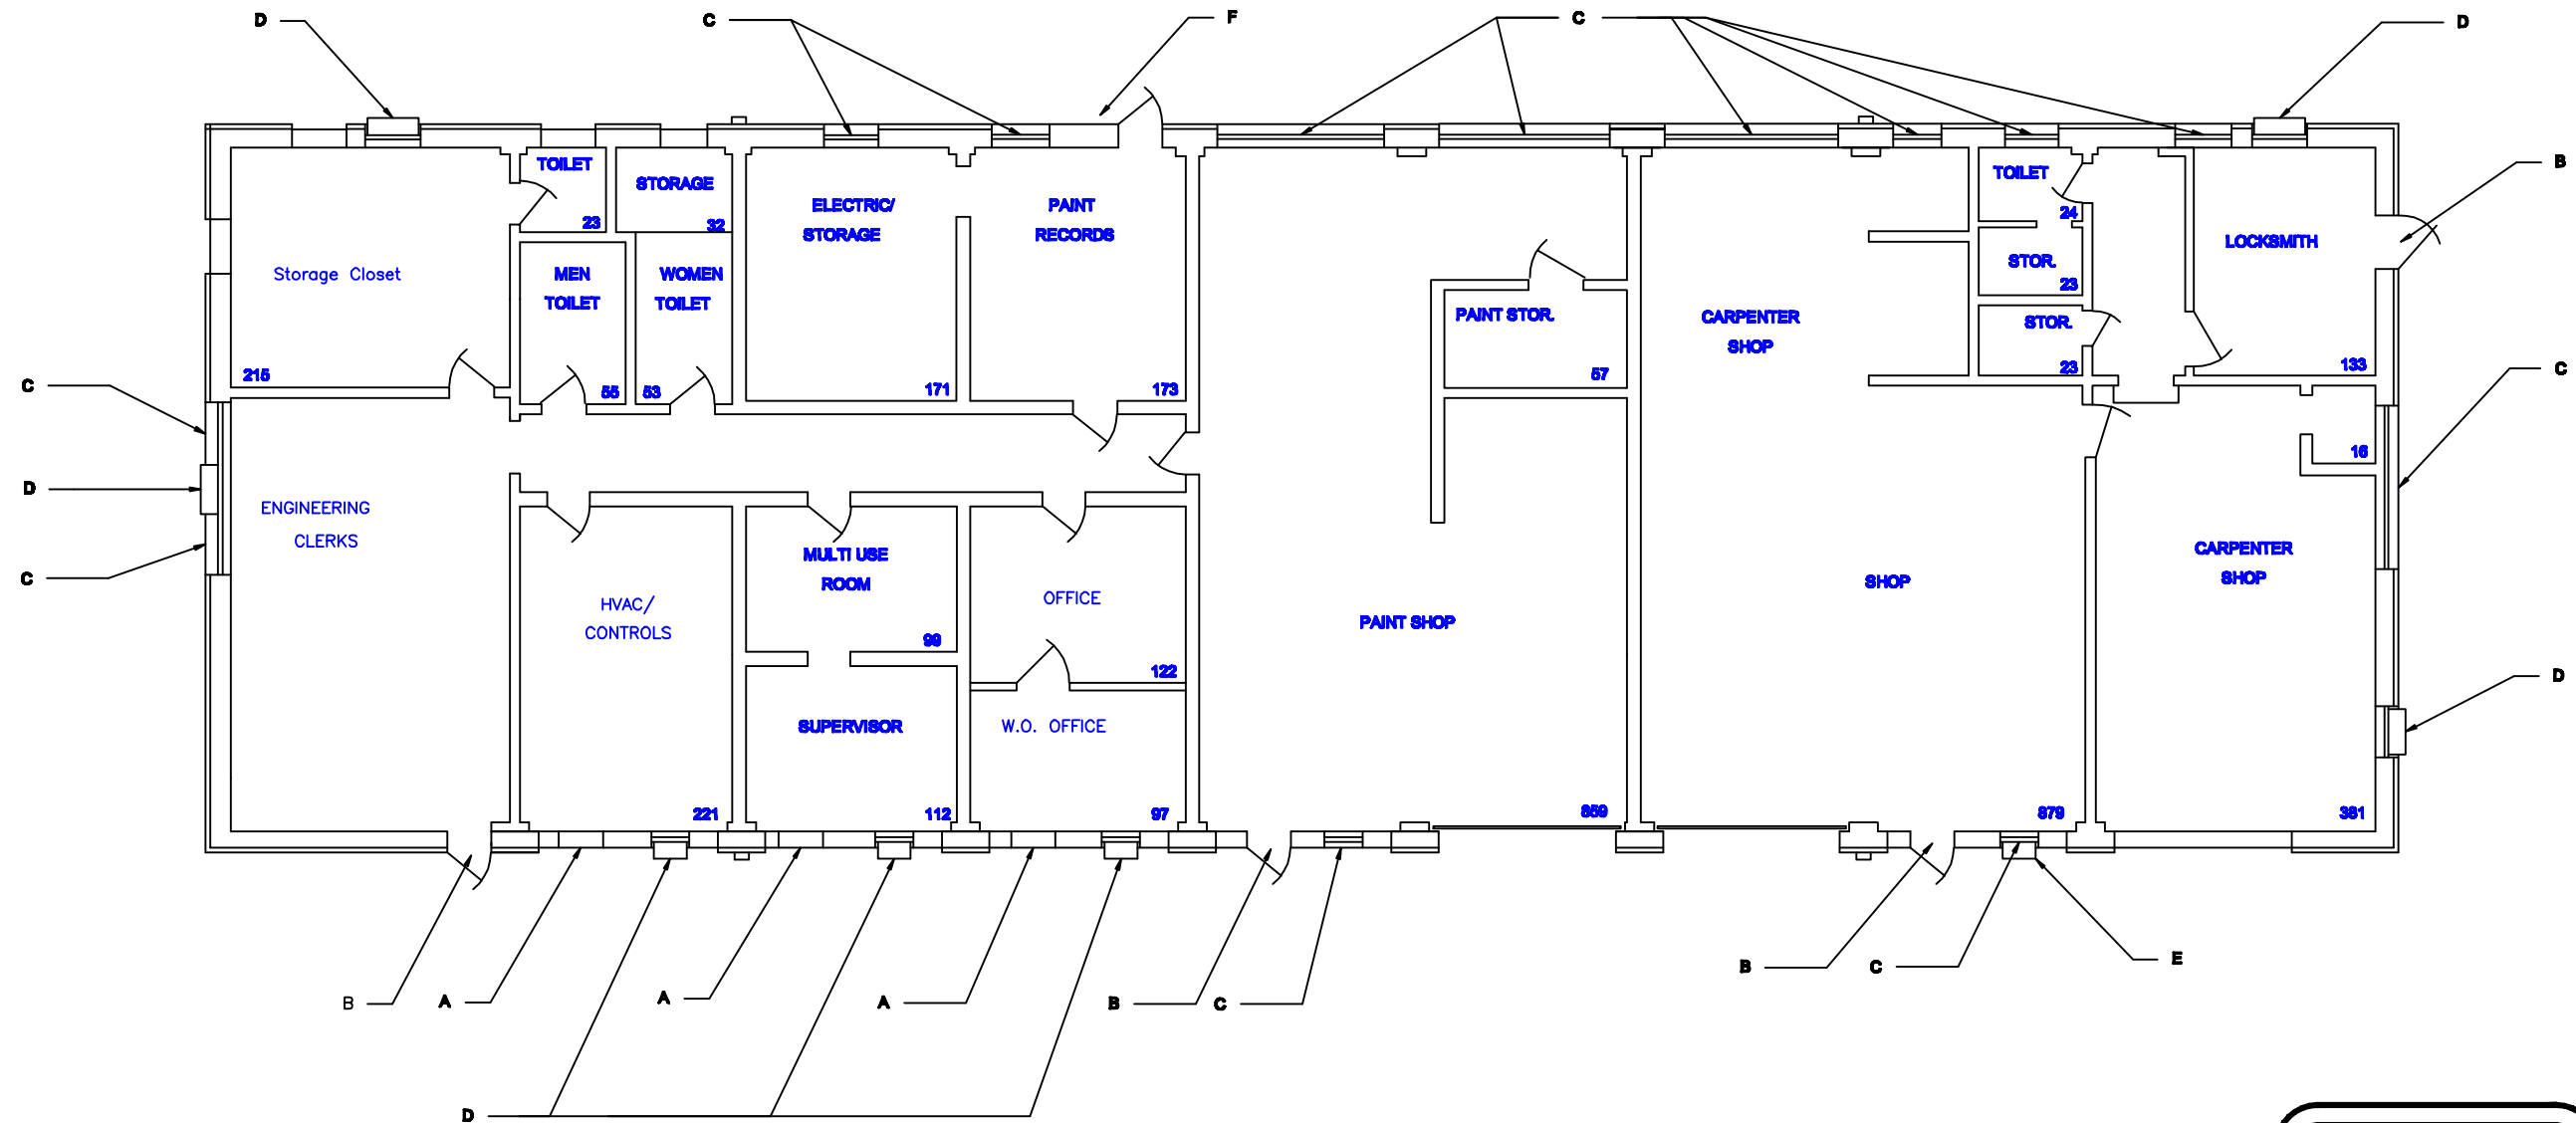 D
C
F
C
D
TOILET
23
STORAGE
32
ELECTRIC/
STORAGE
171
PAINT
RECORDS
173
TOILET
24
LOCKSMITH
133
B
Storage Closet
215
MEN
TOILET
55
WOMEN
TOILET
53
PAINT STOR.
57
CARPENTER
SHOP
STOR.
23
STOR.
23
C
C
16
D
C
ENGINEERING
CLERKS
HVAC/
CONTROLS
221
MULTI USE
ROOM
99
OFFICE
122
PAINT SHOP
859
SHOP
879
CARPENTER
SHOP
381
D
SUPERVISOR
112
W.O. OFFICE
97
B
A
A
A
B
C
B
C
E
D